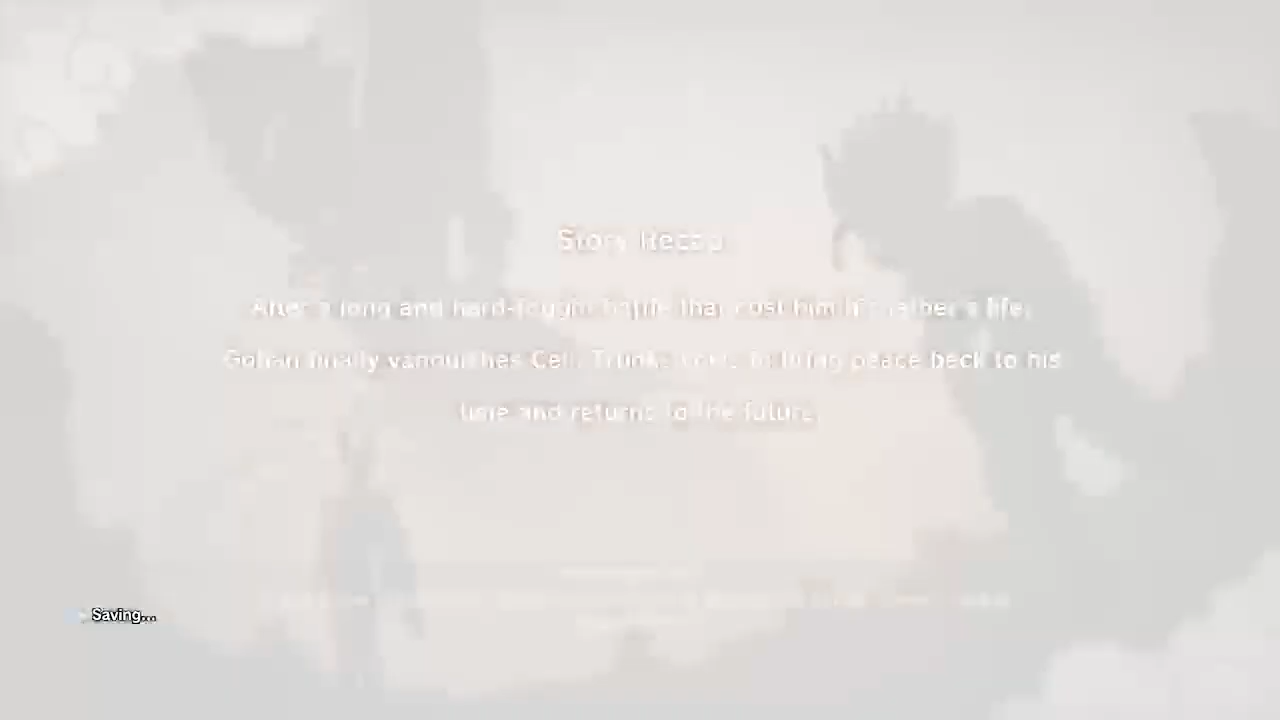 Story Recap
After a long and hard-fought battle that cost him his father's life,
Gohan finally vanquishes Cell. Trunks vows to bring peace back to his
time and returns to the future.
Saving...